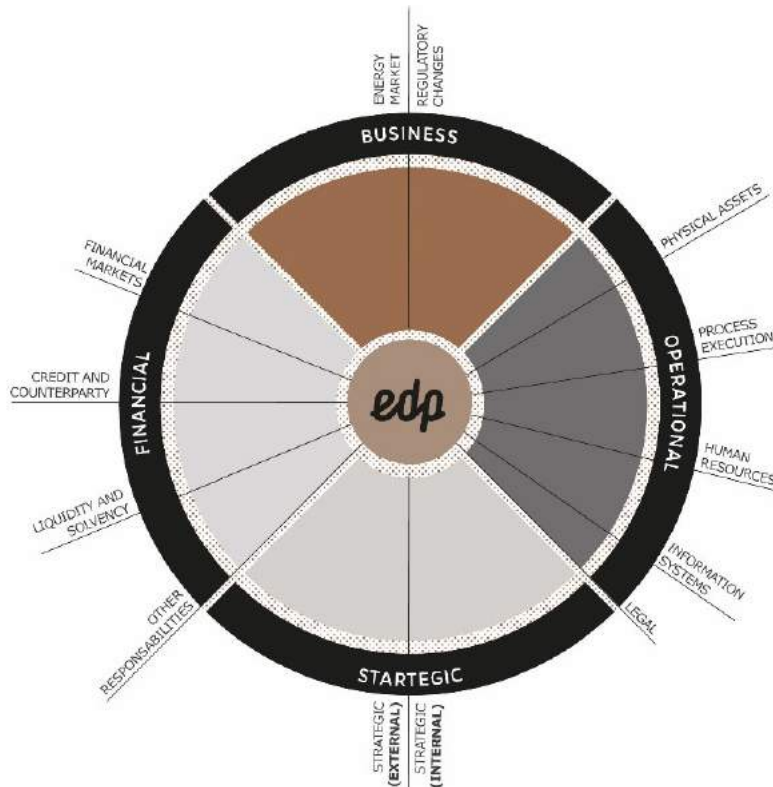 ENERGY
MARKET
REGULATORY
CHANGES
BUSINESS
PHYSICAL ASSETS
PROCESS
EXECUTION
OPERATIONAL
HUMAN
RESOURCES
INFORMATION
SYSTEMS
LEGAL
STARTEGIC
STRATEGIC
(INTERNAL)
STRATEGIC
(EXTERNAL)
OTHER
RESPONSABILITIES
LIQUIDITY AND
SOLVENCY
FINANCIAL
CREDIT AND
COUNTERPARTY
FINANCIAL
MARKETS
edp